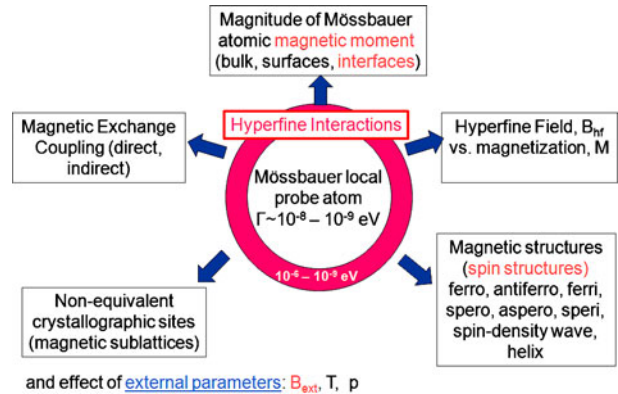 Magnitude of Mössbauer
atomic magnetic moment
(bulk, surfaces, interfaces)
Hyperfine Interactions
Magnetic Exchange
Coupling (direct,
indirect)
Hyperfine Field, B_hf
vs. magnetization, M
Mössbauer local
probe atom
Γ~10⁻⁸ – 10⁻⁹ eV
10⁻⁶ – 10⁻⁹ eV
Non-equivalent
crystallographic sites
(magnetic sublattices)
Magnetic structures
(spin structures)
ferro, antiferro, ferri,
spero, aspero, speri,
spin-density wave,
helix
and effect of external parameters: B_ext, T, p